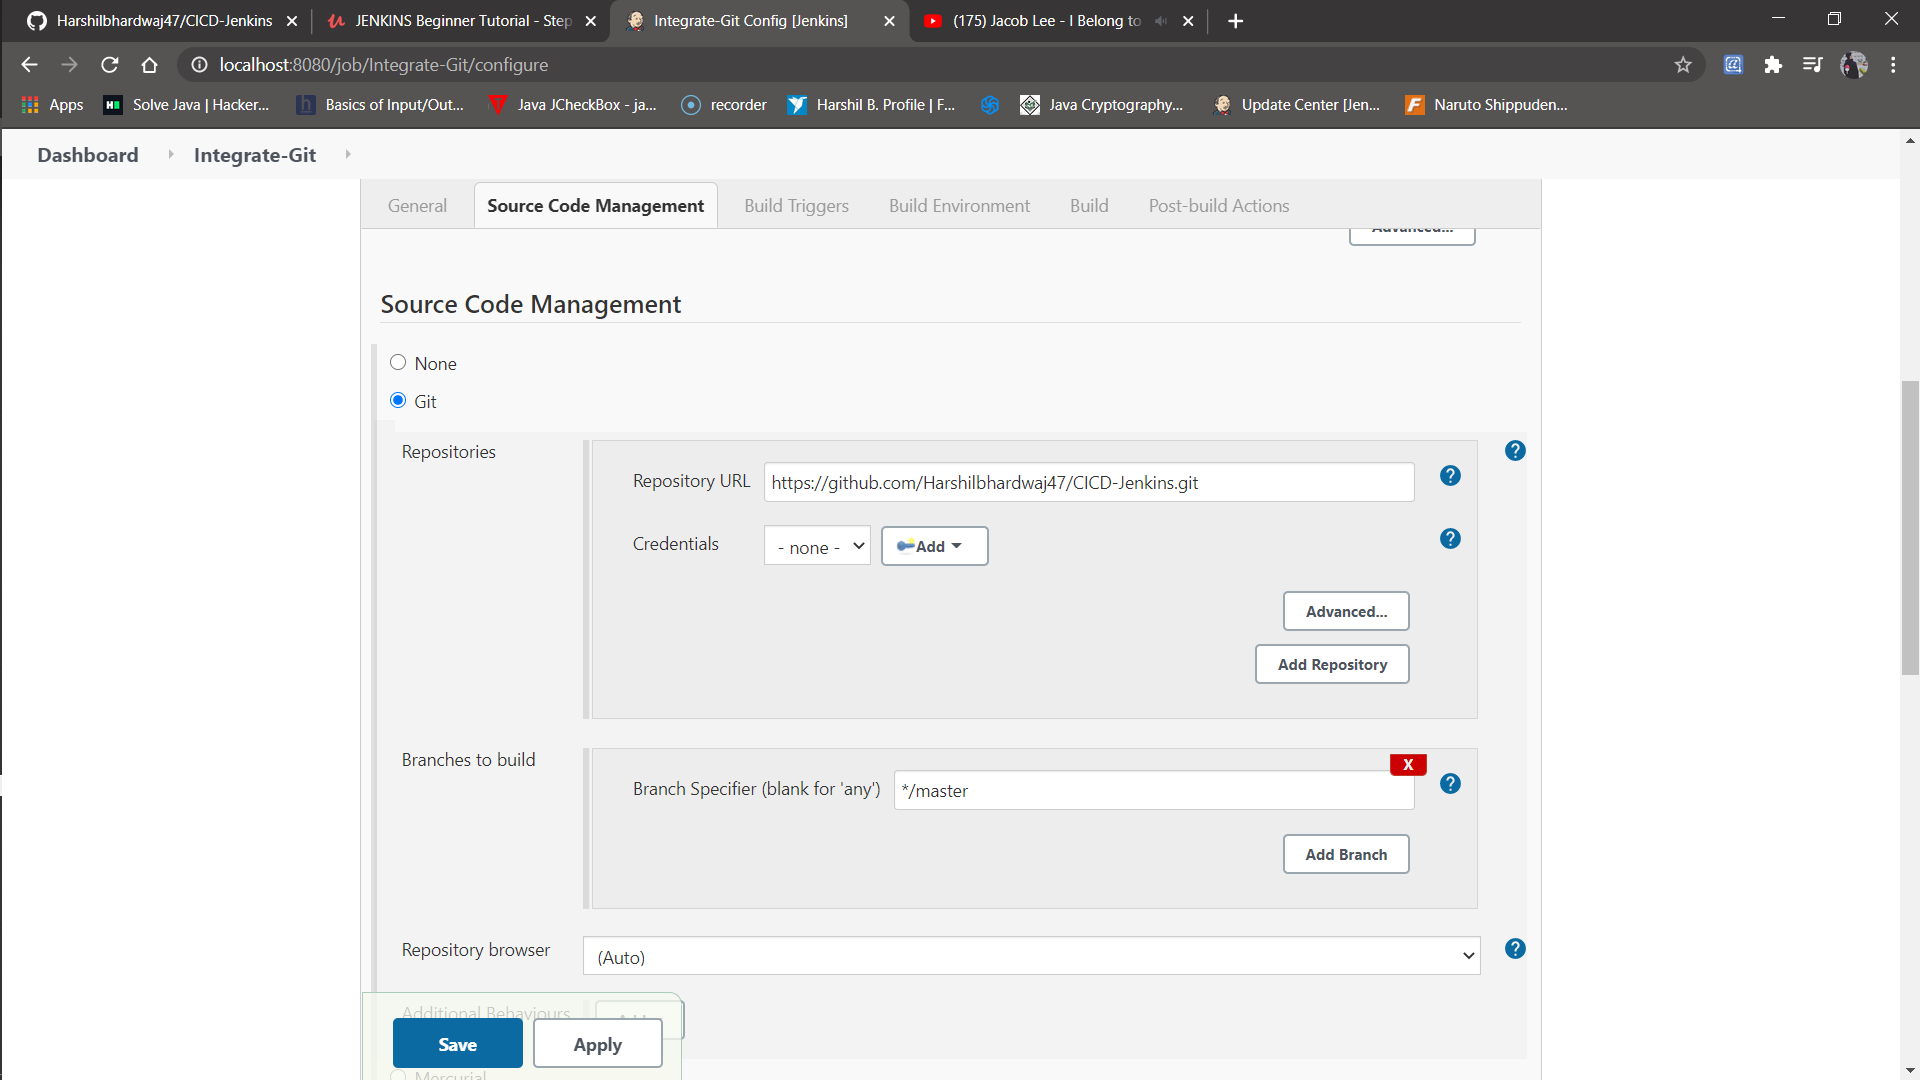 Harshilbhardwaj47/CICD-Jenkins
JENKINS Beginner Tutorial - Step
Integrate-Git Config [Jenkins]
(175) Jacob Lee - I Belong to
localhost:8080/job/Integrate-Git/configure
Apps
Solve Java | Hacker...
Basics of Input/Out...
Java JCheckBox - ja...
recorder
Harshil B. Profile | F...
Java Cryptography...
Update Center [Jen...
Naruto Shippuden...
Dashboard
Integrate-Git
General
Source Code Management
Build Triggers
Build Environment
Build
Post-build Actions
Advanced...
Source Code Management
None
Git
Repositories
?
Repository URL
https://github.com/Harshilbhardwaj47/CICD-Jenkins.git
?
Credentials
- none -
Add
?
Advanced...
Add Repository
Branches to build
X
Branch Specifier (blank for 'any')
*/master
?
Add Branch
Repository browser
(Auto)
?
Additional Behaviours
Add
Save
Apply
Mercurial